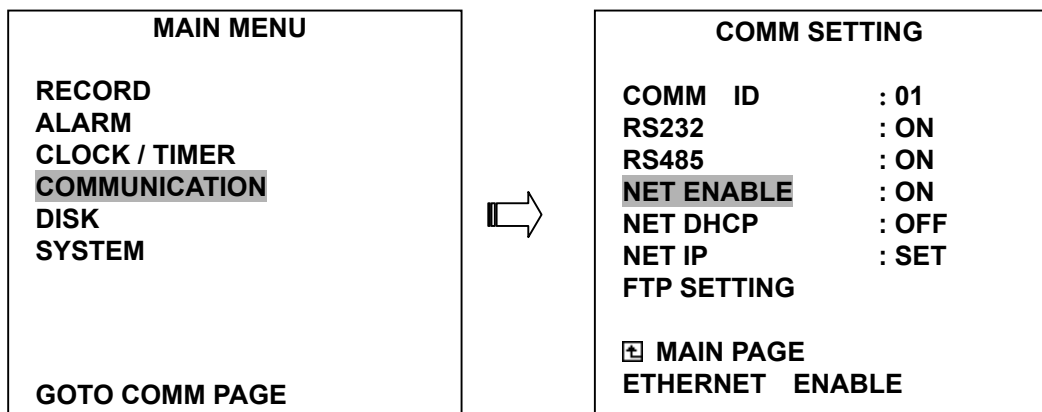 MAIN MENU
RECORD
ALARM
CLOCK / TIMER
COMMUNICATION
DISK
SYSTEM
GOTO COMM PAGE
COMM SETTING
COMM ID : 01
RS232 : ON
RS485 : ON
NET ENABLE : ON
NET DHCP : OFF
NET IP : SET
FTP SETTING
MAIN PAGE
ETHERNET ENABLE